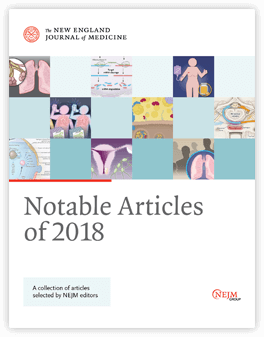 The NEW ENGLAND
JOURNAL of MEDICINE
Notable Articles
of 2018
A collection of articles
selected by NEJM editors
NEJM
GROUP